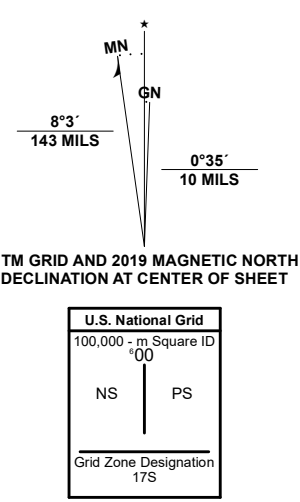 MN
GN
8°3´
143 MILS
0°35´
10 MILS
TM GRID AND 2019 MAGNETIC NORTH
DECLINATION AT CENTER OF SHEET
U.S. National Grid
100,000 - m Square ID
⁶00
NS PS
Grid Zone Designation
17S